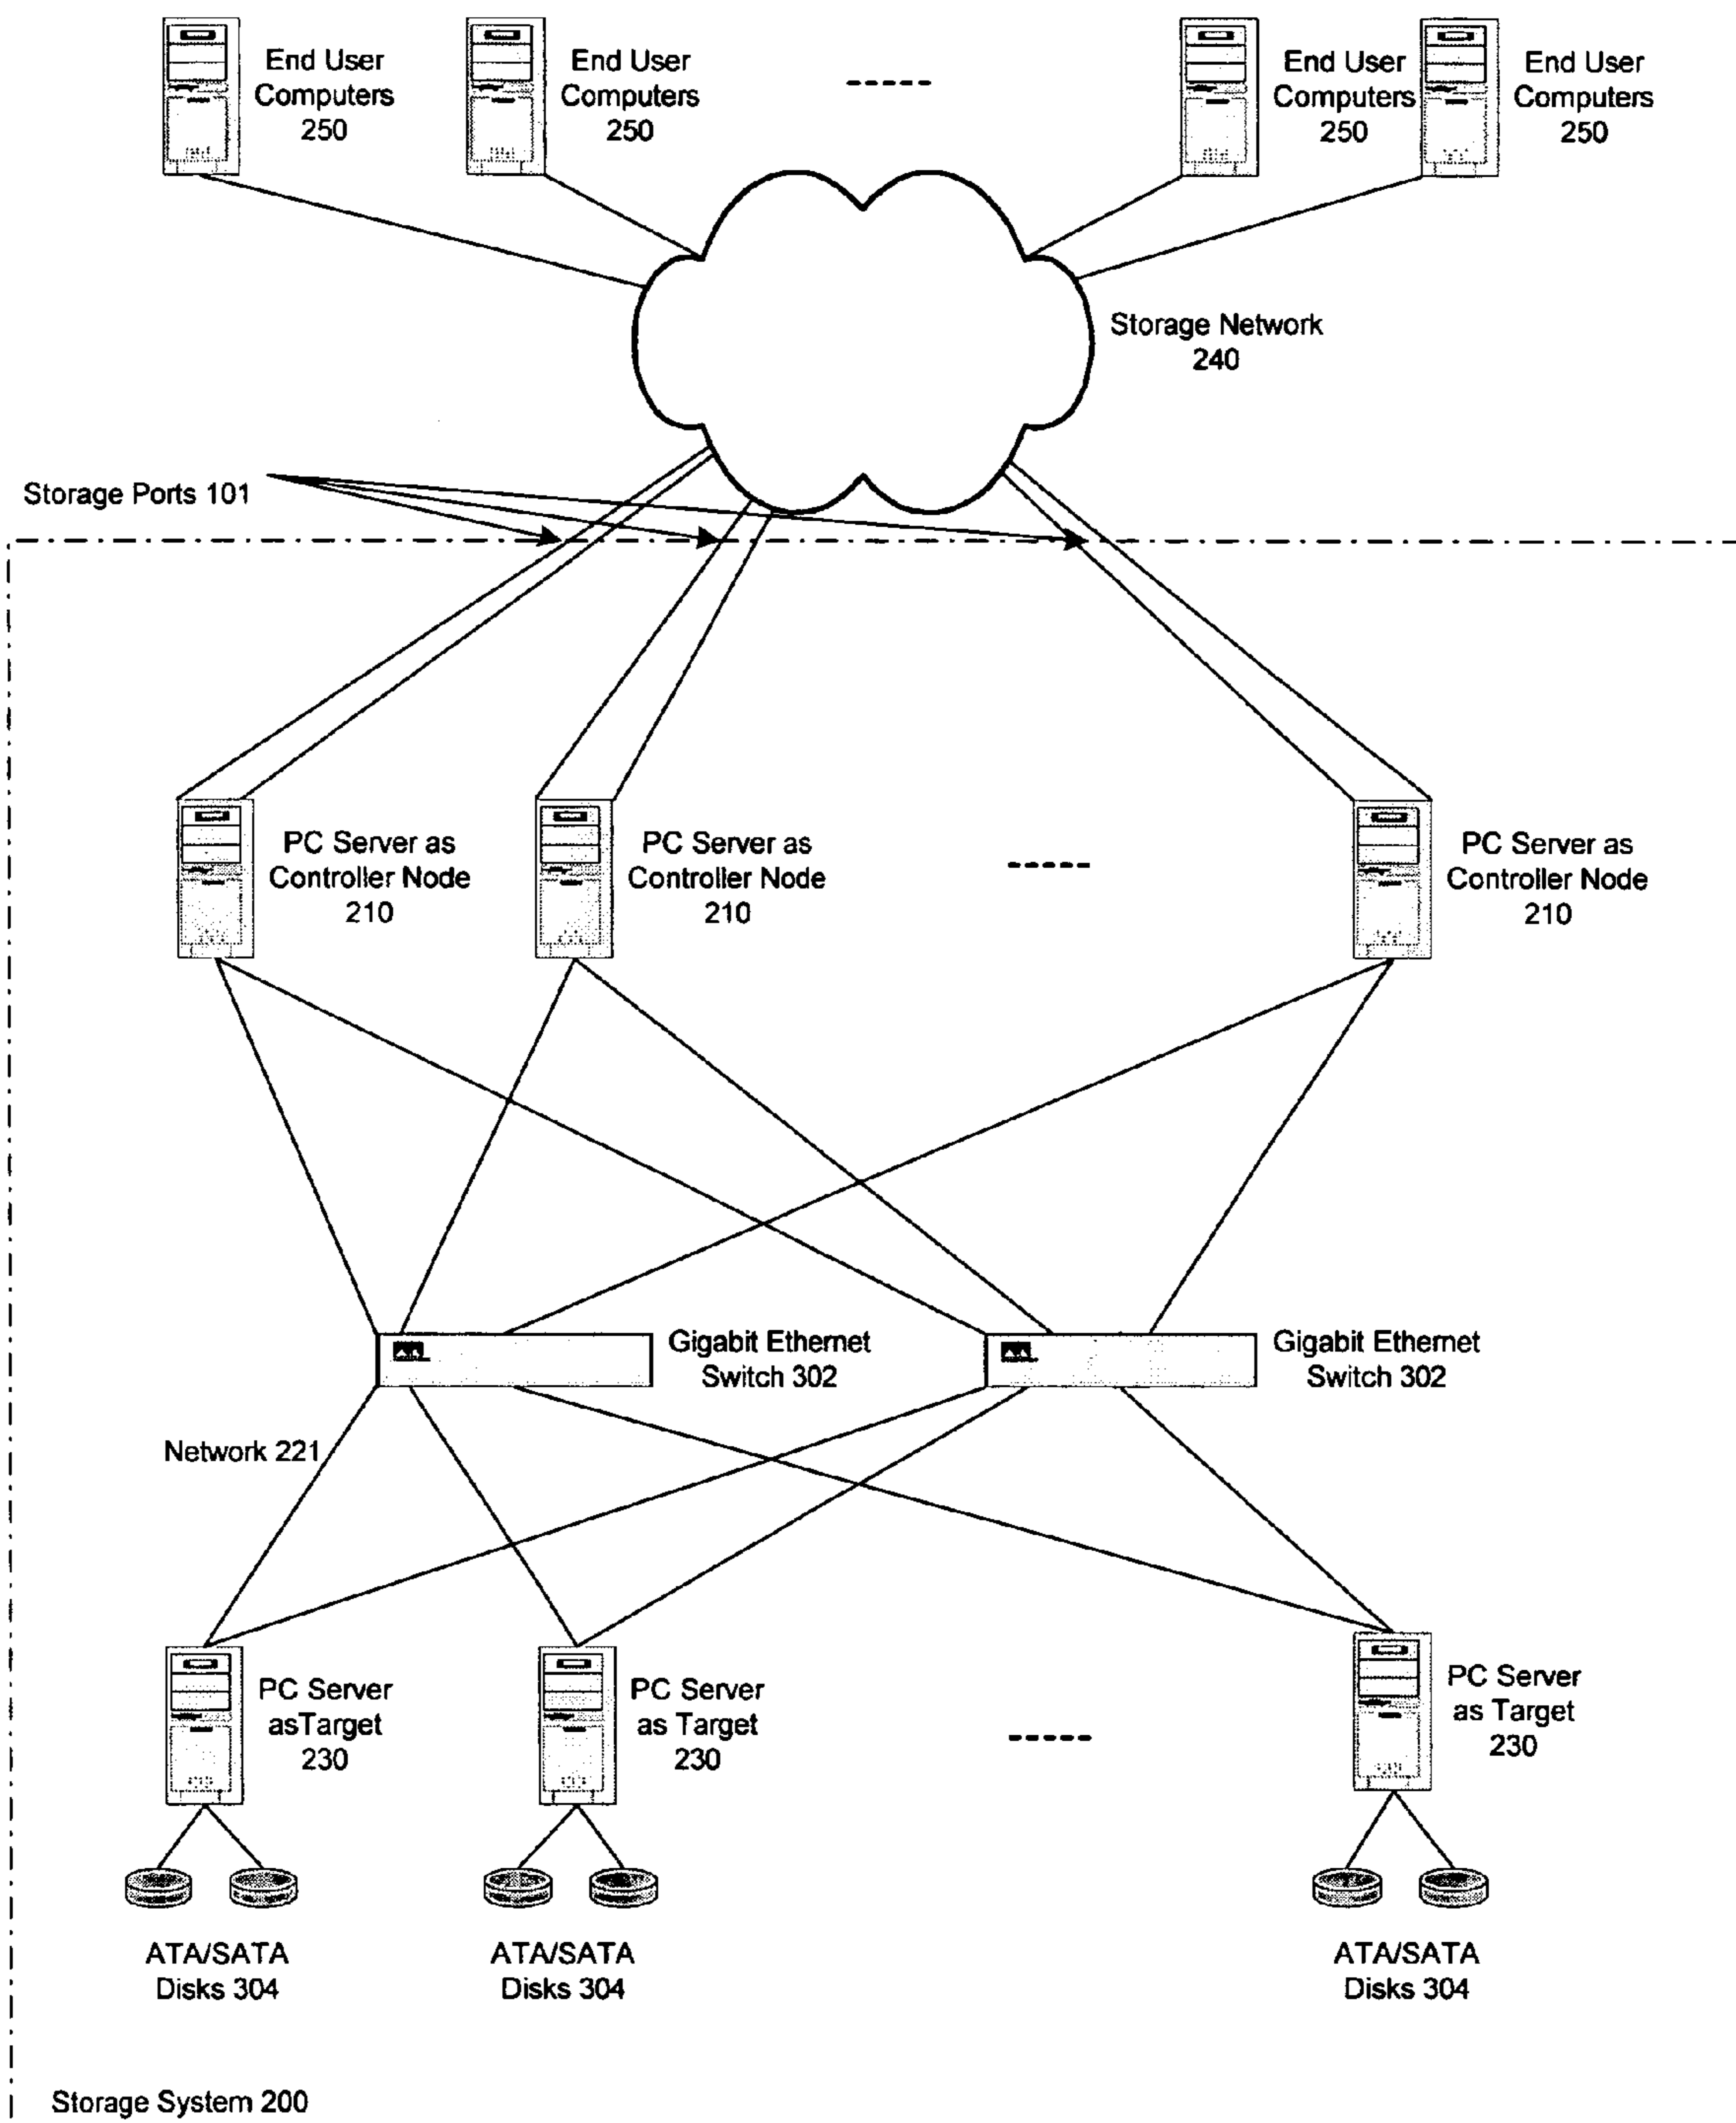 End User
Computers
250
End User
Computers
250
End User
Computers
250
End User
Computers
250
Storage Network
240
Storage Ports 101
PC Server as
Controller Node
210
PC Server as
Controller Node
210
PC Server as
Controller Node
210
Gigabit Ethernet
Switch 302
Gigabit Ethernet
Switch 302
Network 221
PC Server
asTarget
230
PC Server
as Target
230
PC Server
as Target
230
ATA/SATA
Disks 304
ATA/SATA
Disks 304
ATA/SATA
Disks 304
Storage System 200